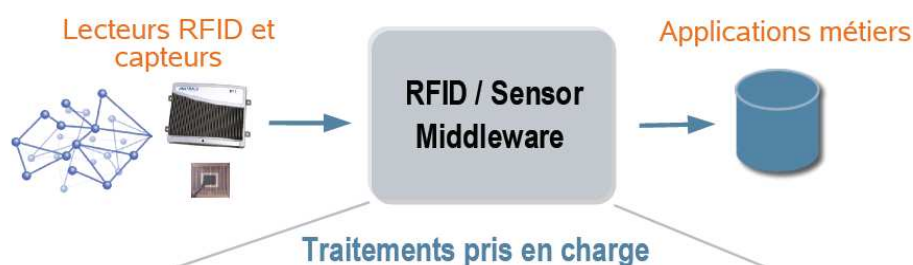 Lecteurs RFID et
capteurs
Applications métiers
RFID / Sensor
Middleware
Traitements pris en charge